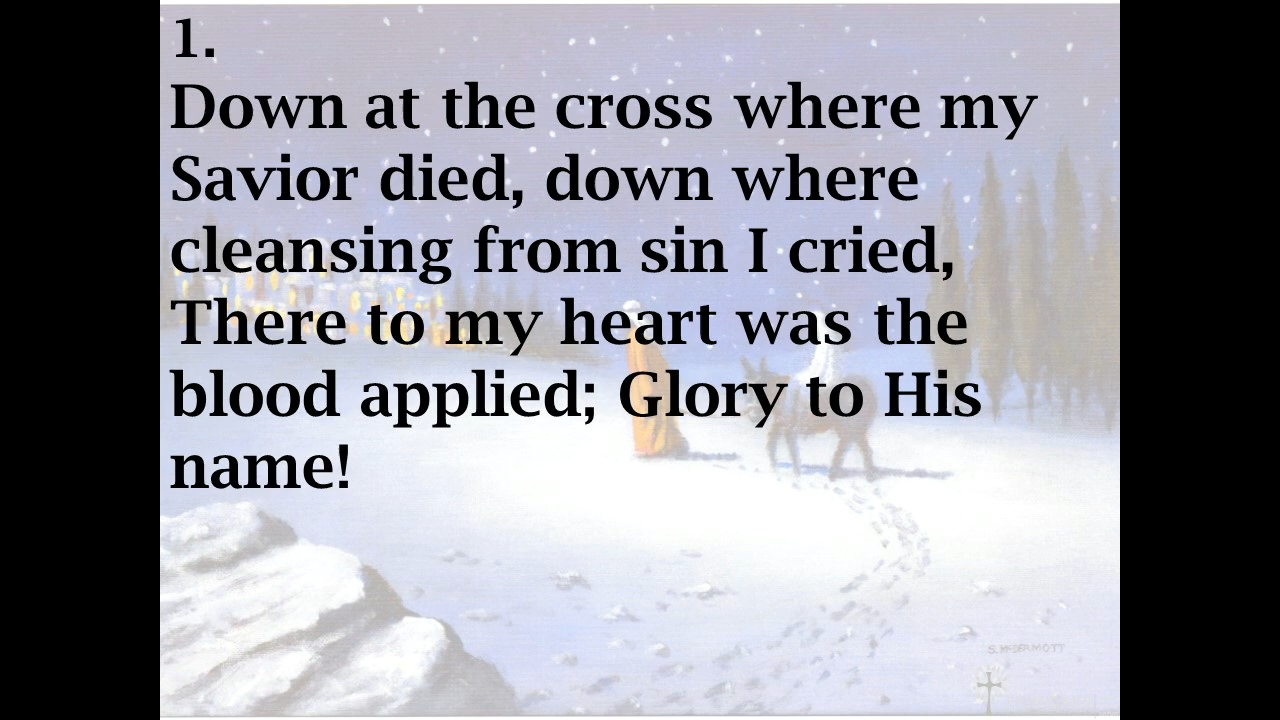 1.
Down at the cross where my
Savior died, down where
cleansing from sin I cried,
There to my heart was the
blood applied; Glory to His
name!